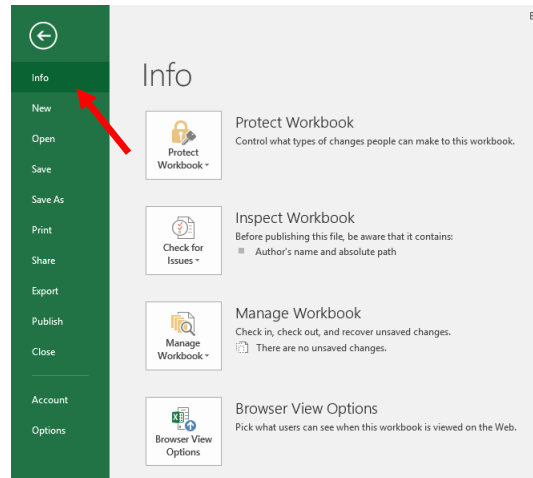 Info
New
Open
Save
Save As
Print
Share
Export
Publish
Close
Account
Options
Info
Protect
Workbook
Protect Workbook
Control what types of changes people can make to this workbook.
Check for
Issues
Inspect Workbook
Before publishing this file, be aware that it contains:
Author's name and absolute path
Manage
Workbook
Manage Workbook
Check in, check out, and recover unsaved changes.
There are no unsaved changes.
Browser View
Options
Browser View Options
Pick what users can see when this workbook is viewed on the Web.